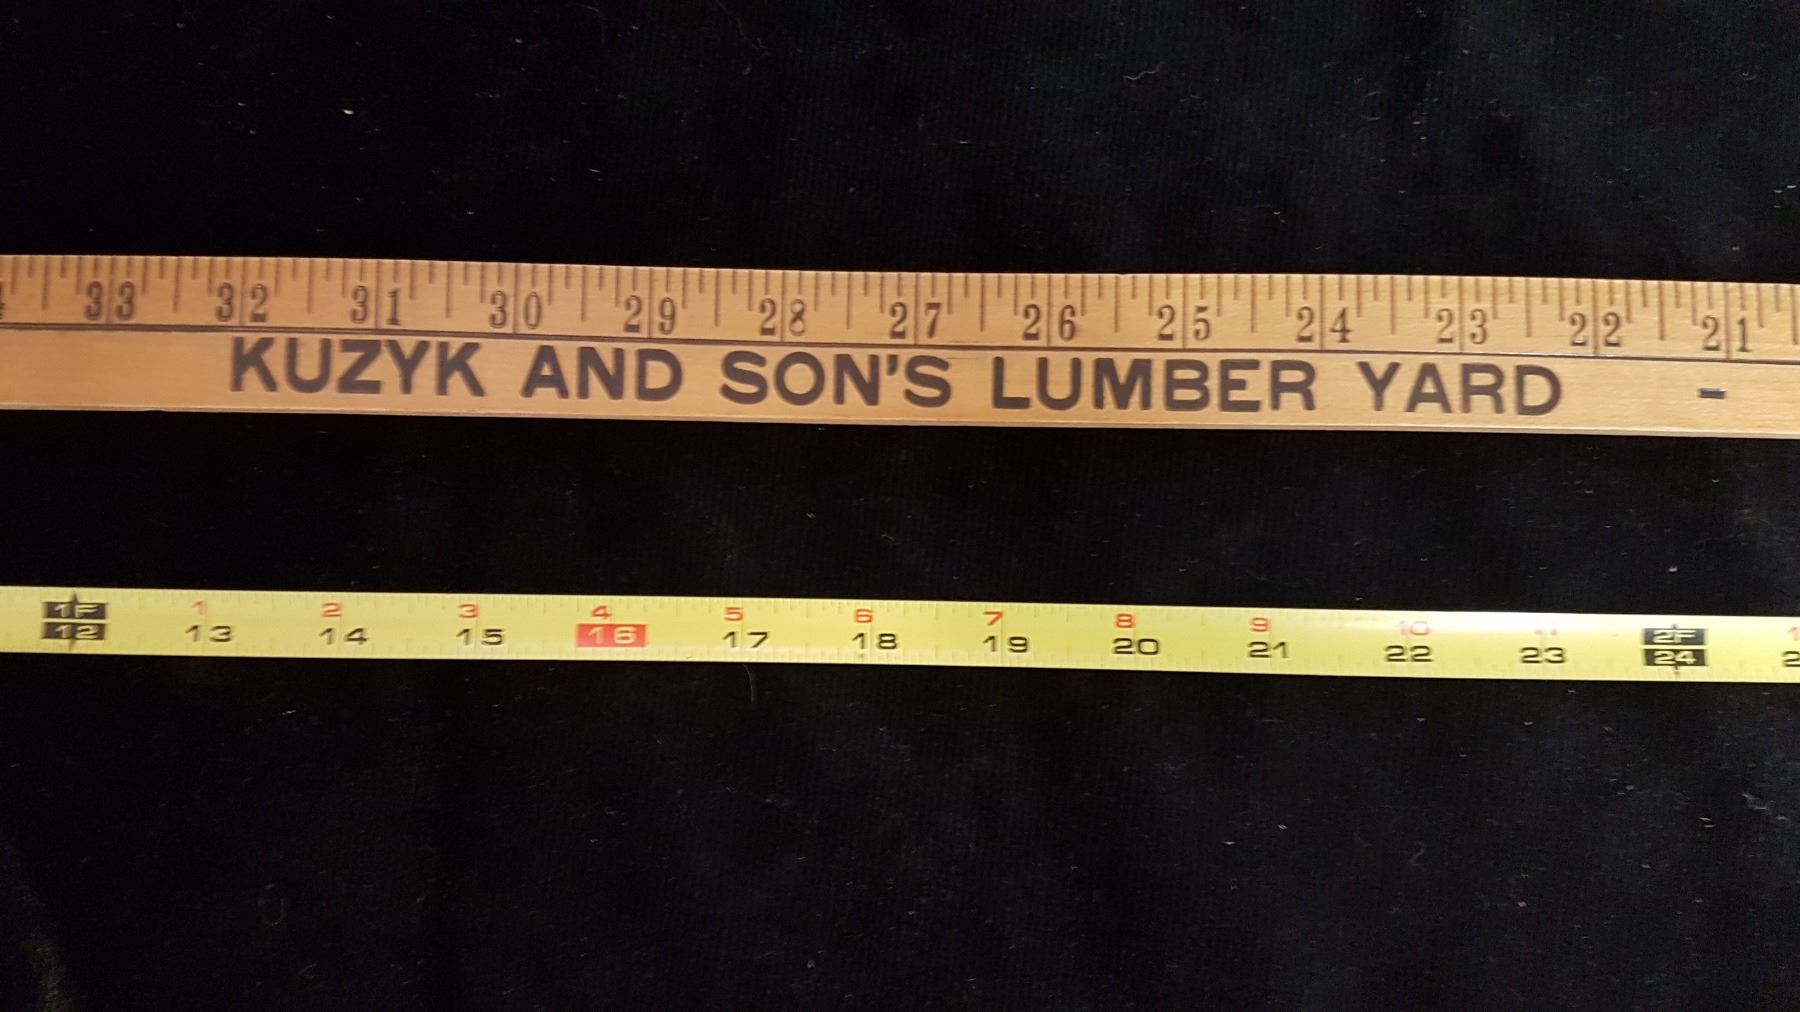 33 32 31 30 29 28 27 26 25 24 23 22 21
KUZYK AND SON'S LUMBER YARD -
1F 1 2 3 4 5 6 7 8 9 10 11 2F 1
12 13 14 15 16 17 18 19 20 21 22 23 24 2